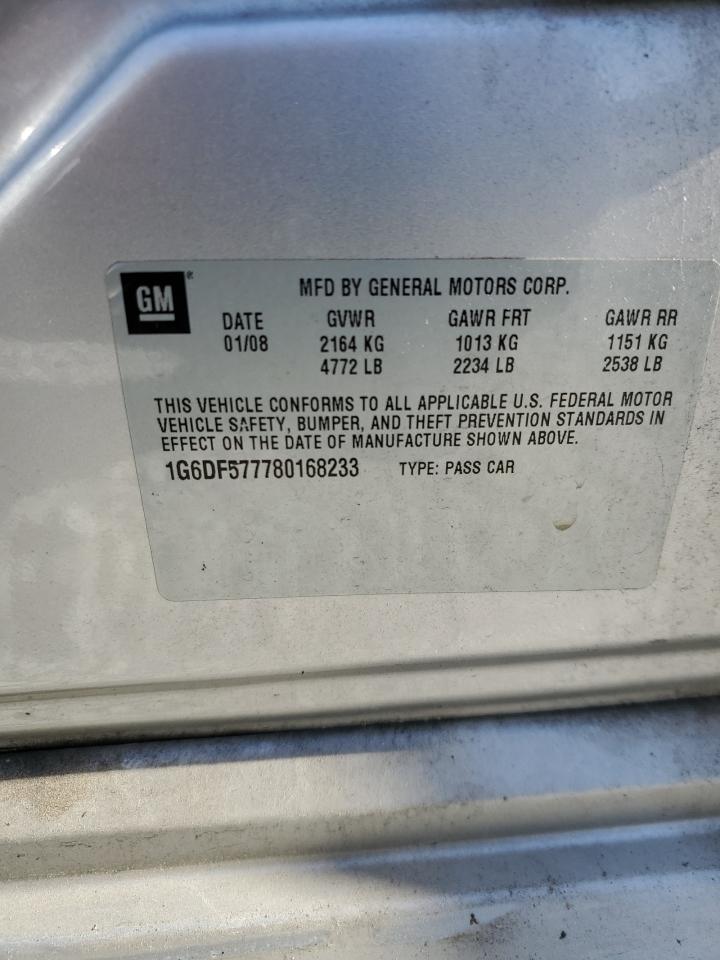 GM® MFD BY GENERAL MOTORS CORP.
DATE GVWR GAWR FRT GAWR RR
01/08 2164 KG 1013 KG 1151 KG
4772 LB 2234 LB 2538 LB
THIS VEHICLE CONFORMS TO ALL APPLICABLE U.S. FEDERAL MOTOR
VEHICLE SAFETY, BUMPER, AND THEFT PREVENTION STANDARDS IN
EFFECT ON THE DATE OF MANUFACTURE SHOWN ABOVE.
1G6DF577780168233 TYPE: PASS CAR